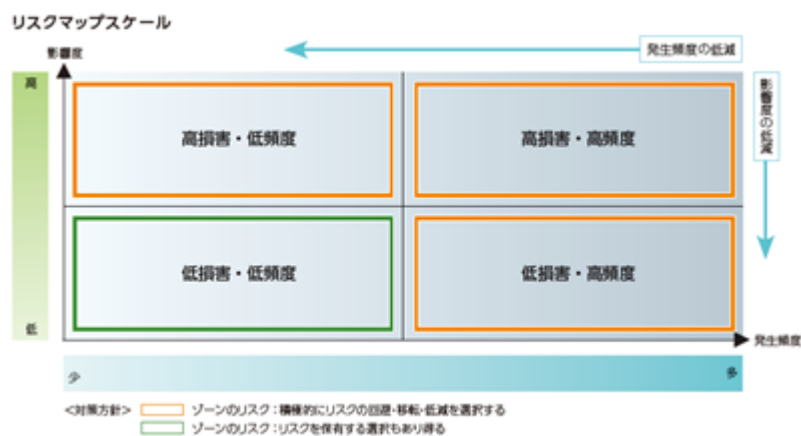 リスクマップスケール
影響度
発生頻度の低減
高
影響度の低減
高損害・低頻度
高損害・高頻度
低損害・低頻度
低損害・高頻度
低
発生頻度
少
多
<対策方針>
ゾーンのリスク:積極的にリスクの回避・移転・低減を選択する
ゾーンのリスク:リスクを保有する選択もあり得る